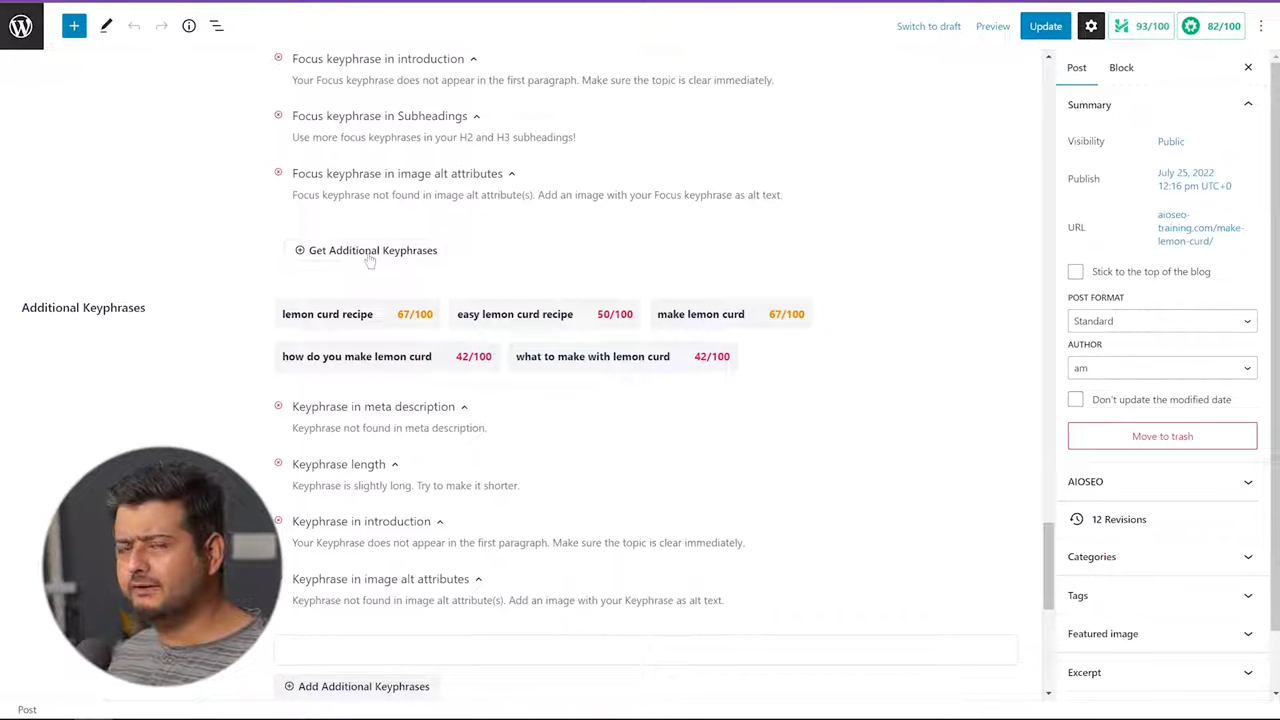 Switch to draft
Preview
Update
93/100
82/100
Focus keyphrase in introduction
Your Focus keyphrase does not appear in the first paragraph. Make sure the topic is clear immediately.
Focus keyphrase in Subheadings
Use more focus keyphrases in your H2 and H3 subheadings!
Focus keyphrase in image alt attributes
Focus keyphrase not found in image alt attribute(s). Add an image with your Focus keyphrase as alt text.
Get Additional Keyphrases
Additional Keyphrases
lemon curd recipe 67/100
easy lemon curd recipe 50/100
make lemon curd 67/100
how do you make lemon curd 42/100
what to make with lemon curd 42/100
Keyphrase in meta description
Keyphrase not found in meta description.
Keyphrase length
Keyphrase is slightly long. Try to make it shorter.
Keyphrase in introduction
Your Keyphrase does not appear in the first paragraph. Make sure the topic is clear immediately.
Keyphrase in image alt attributes
Keyphrase not found in image alt attribute(s). Add an image with your Keyphrase as alt text.
Add Additional Keyphrases
Post
Post
Block
Summary
Visibility
Public
Publish
July 25, 2022
12:16 pm UTC+0
URL
aioseo-
training.com/make-
lemon-curd/
Stick to the top of the blog
POST FORMAT
Standard
AUTHOR
am
Don't update the modified date
Move to trash
AIOSEO
12 Revisions
Categories
Tags
Featured image
Excerpt